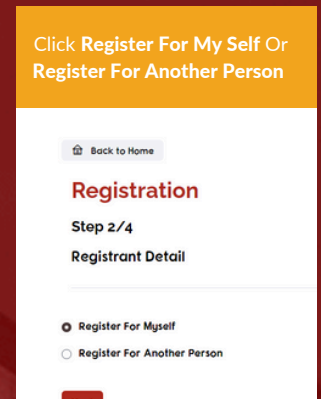 Click Register For My Self Or
Register For Another Person
Back to Home
Registration
Step 2/4
Registrant Detail
Register For Myself
Register For Another Person